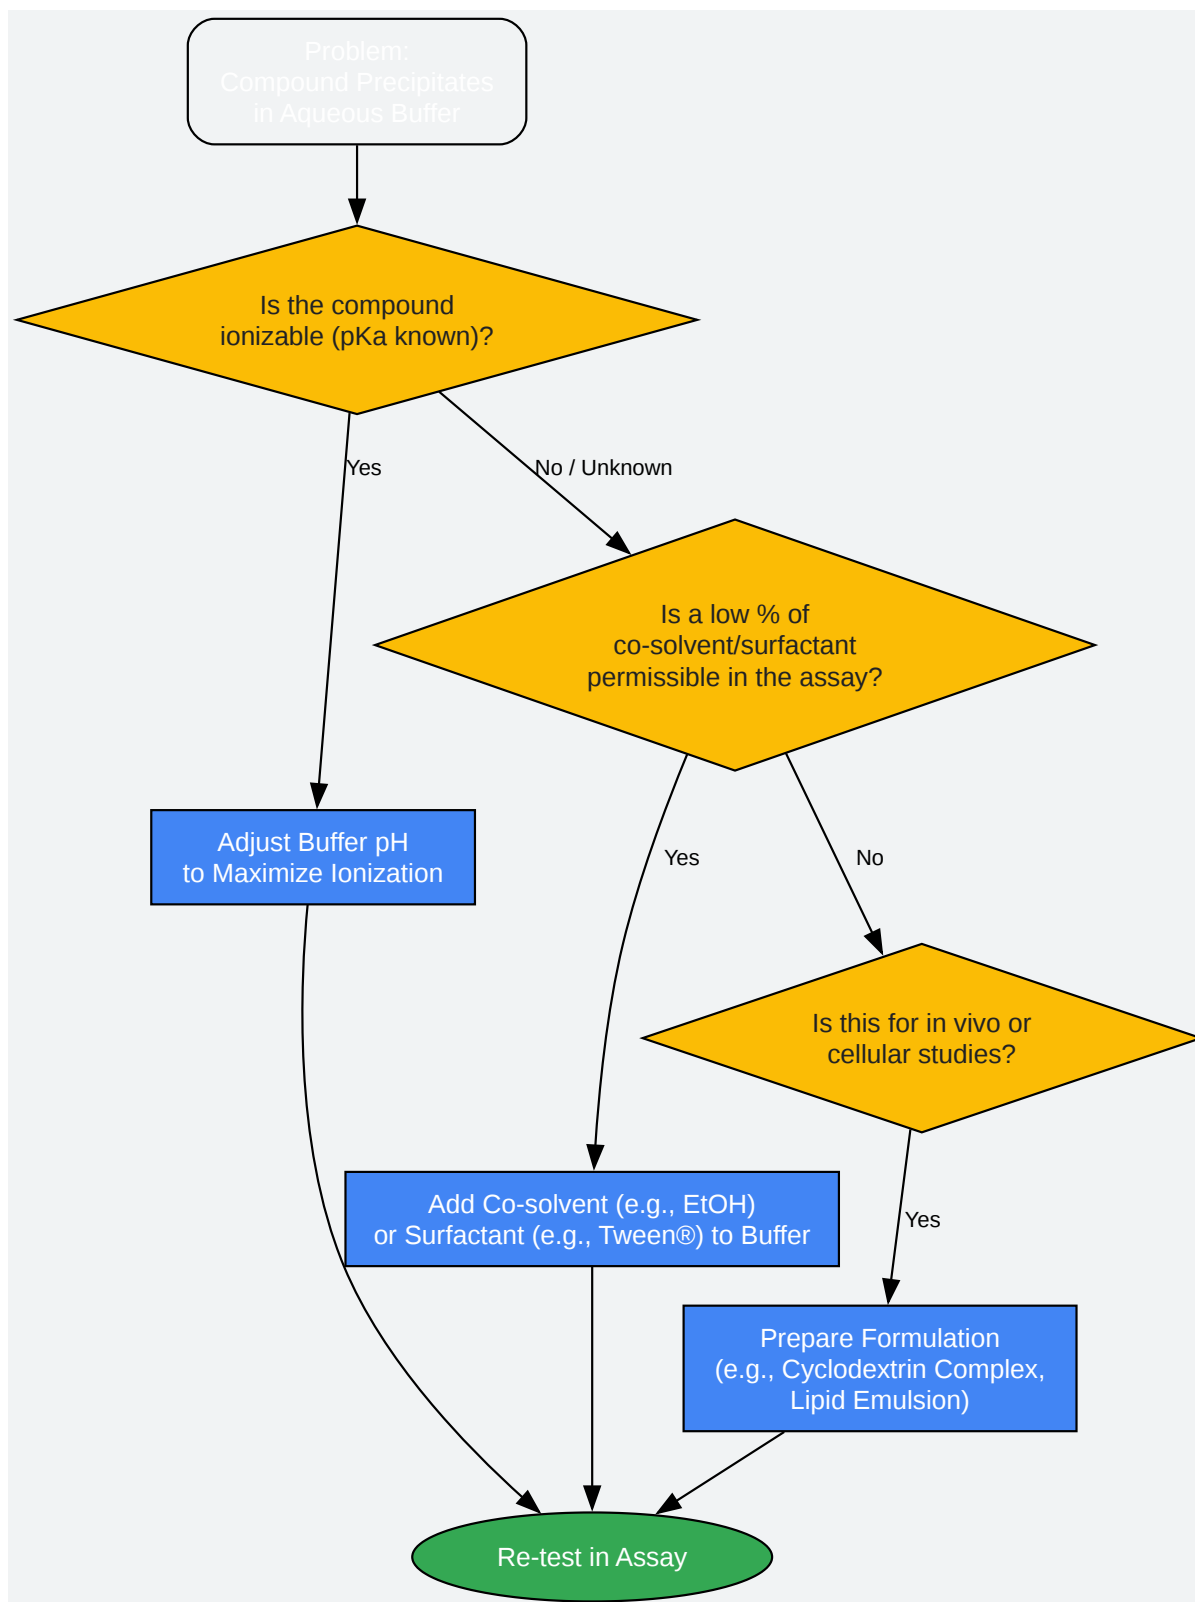 Problem:
Compound Precipitates
in Aqueous Buffer
Is the compound
ionizable (pKa known)?
Yes
No / Unknown
Is a low % of
co-solvent/surfactant
permissible in the assay?
Adjust Buffer pH
to Maximize Ionization
Yes
No
Is this for in vivo or
cellular studies?
Add Co-solvent (e.g., EtOH)
or Surfactant (e.g., Tween®) to Buffer
Yes
Prepare Formulation
(e.g., Cyclodextrin Complex,
Lipid Emulsion)
Re-test in Assay